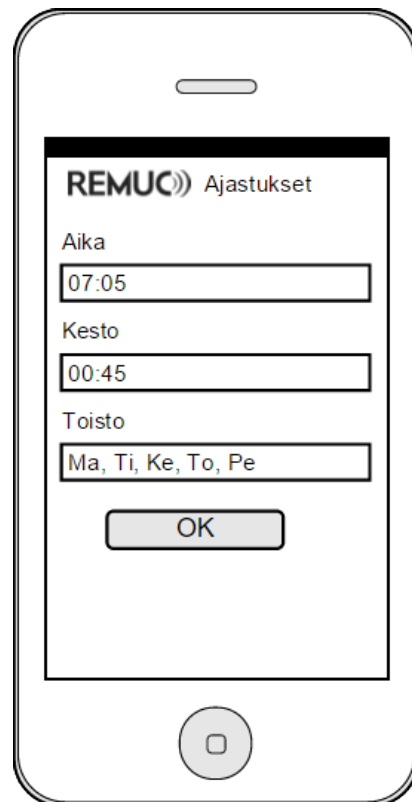 REMUC Ajastukset
Aika
07:05
Kesto
00:45
Toisto
Ma, Ti, Ke, To, Pe
OK